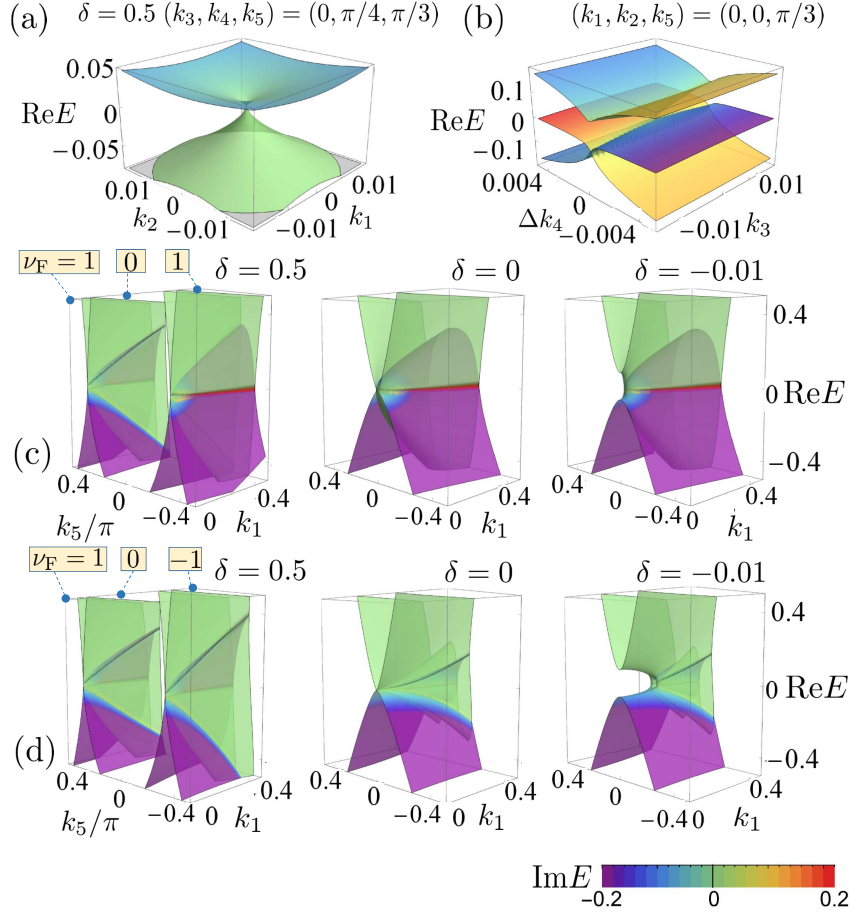 (a) δ = 0.5 (k₃, k₄, k₅) = (0, π/4, π/3)
0.05
ReE 0
−0.05
0.01 0 −0.01
k₂
0.01 0 −0.01
k₁
(b) (k₁, k₂, k₅) = (0, 0, π/3)
0.1
ReE 0
−0.1
0.004 0 −0.004
Δk₄
0.01 −0.01 k₃
ν_F = 1 0 1 δ = 0.5 δ = 0 δ = −0.01
0.4
0 ReE
−0.4
(c)
0.4 0 −0.4 0 0.4
k₅/π k₁
0.4 0 −0.4 0 0.4
k₁
0.4 0 −0.4 0 0.4
k₁
ν_F = 1 0 −1 δ = 0.5 δ = 0 δ = −0.01
0.4
0 ReE
−0.4
(d)
0.4 0 −0.4 0 0.4
k₅/π k₁
0.4 0 −0.4 0 0.4
k₁
0.4 0 −0.4 0 0.4
k₁
ImE
−0.2 0 0.2